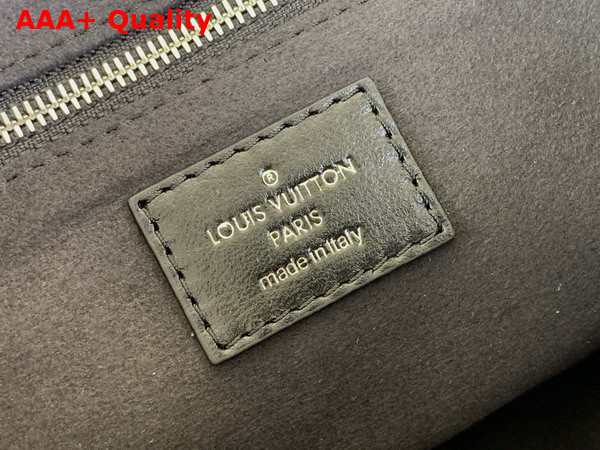 AAA+ Quality
®
LOUIS VUITTON
PARIS
made in Italy